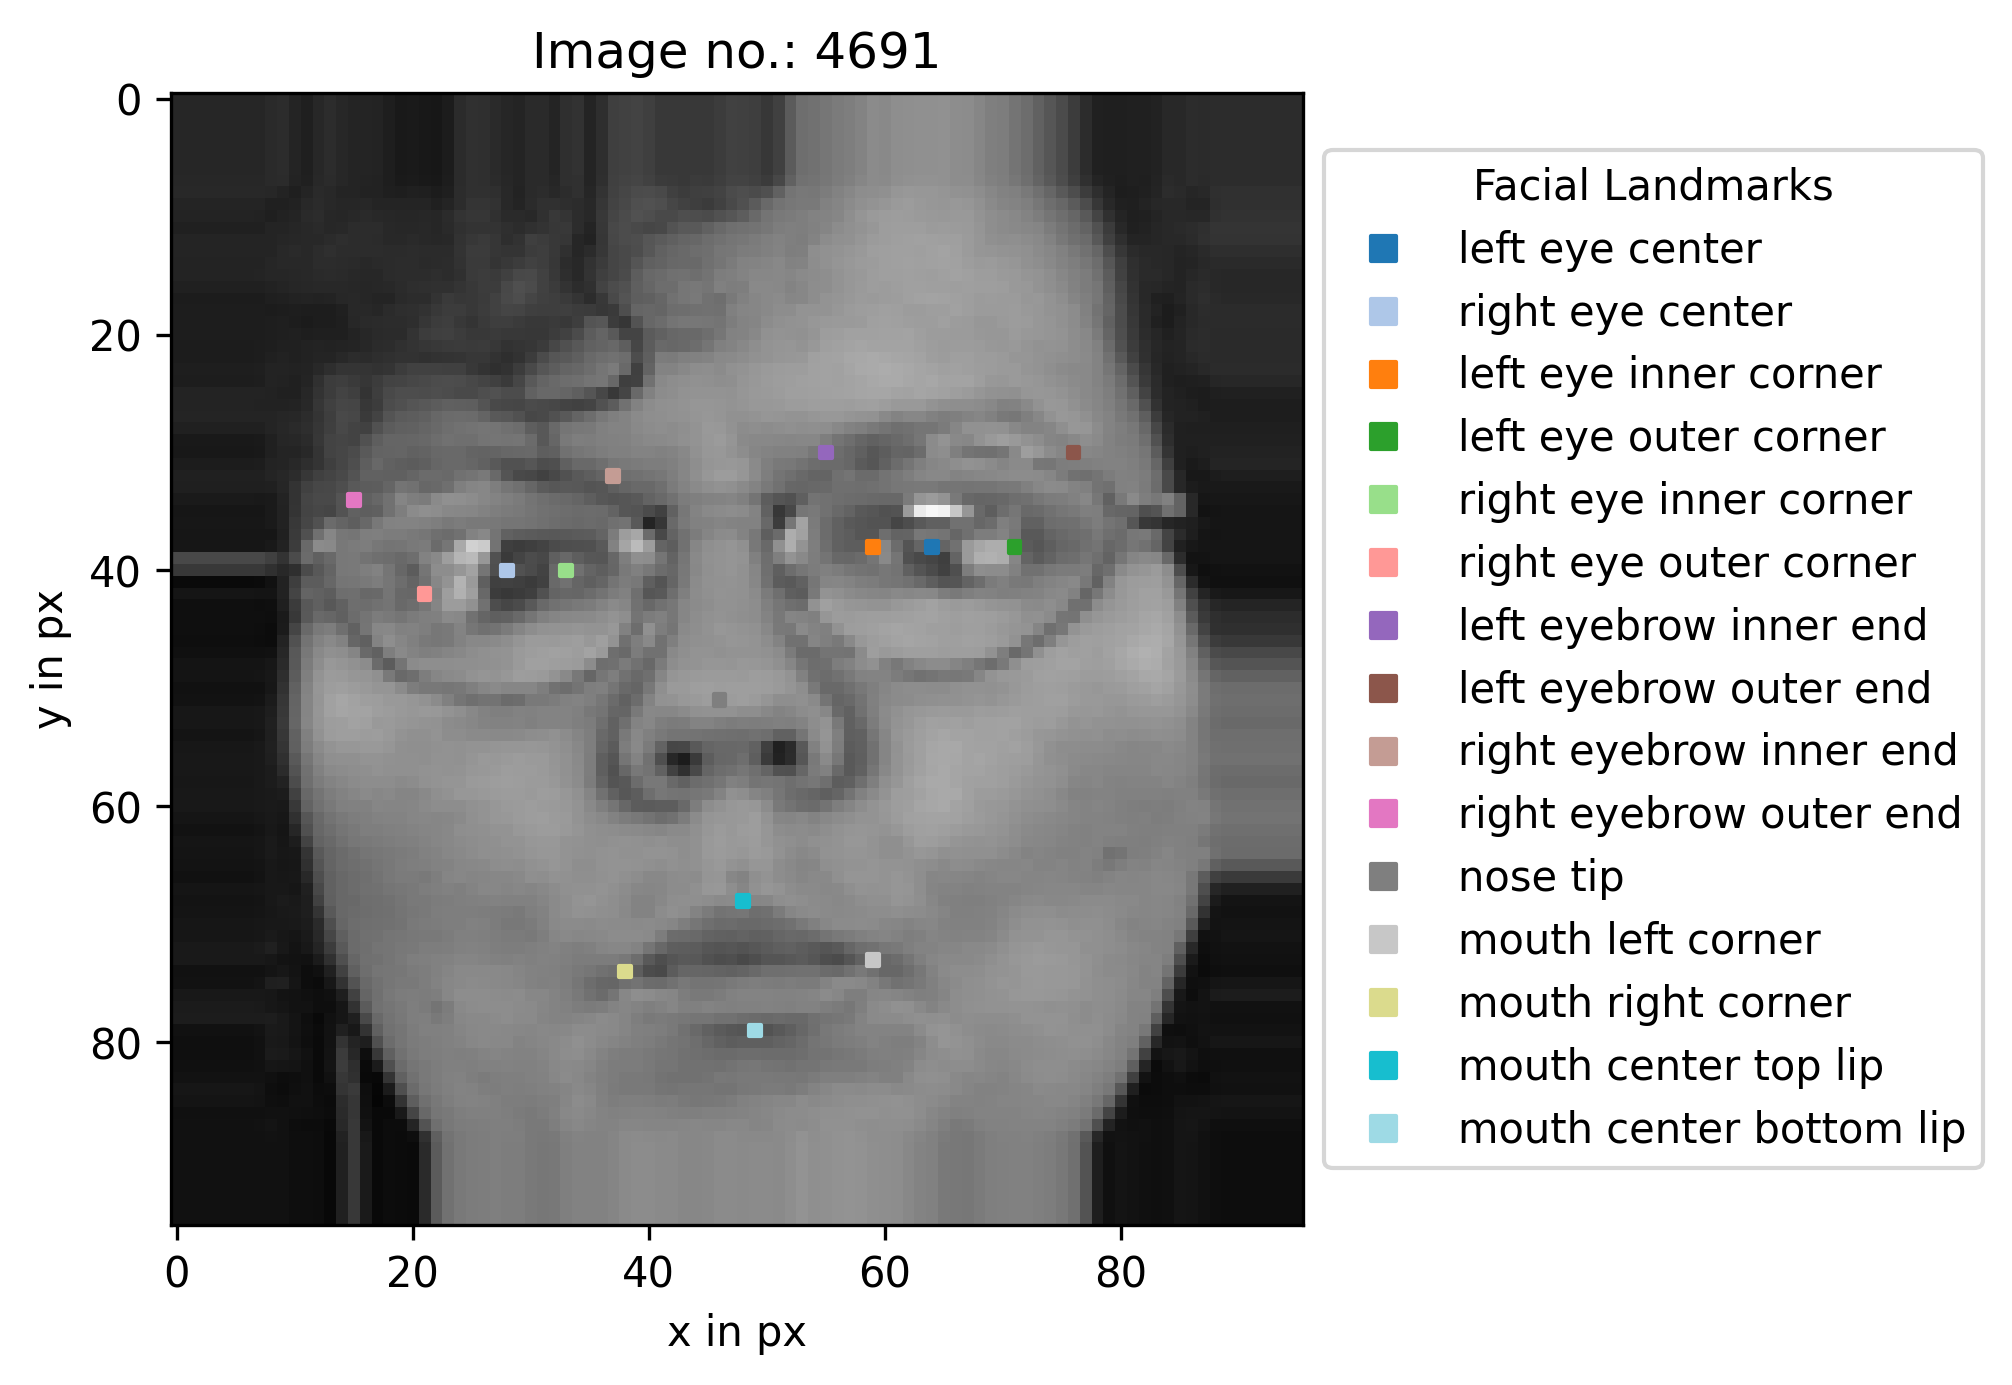 Image no.: 4691
0
20
40
60
80
y in px
0 20 40 60 80
x in px
Facial Landmarks
left eye center
right eye center
left eye inner corner
left eye outer corner
right eye inner corner
right eye outer corner
left eyebrow inner end
left eyebrow outer end
right eyebrow inner end
right eyebrow outer end
nose tip
mouth left corner
mouth right corner
mouth center top lip
mouth center bottom lip